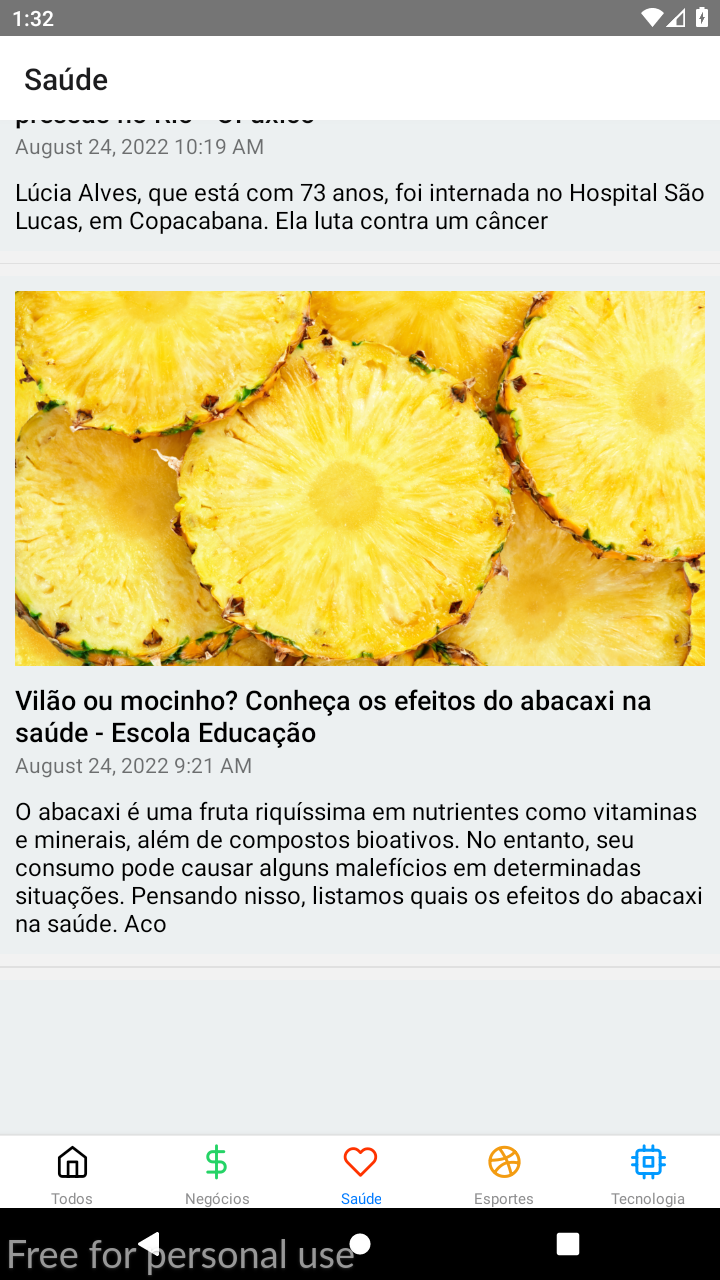 1:32
Saúde
August 24, 2022 10:19 AM
Lúcia Alves, que está com 73 anos, foi internada no Hospital São
Lucas, em Copacabana. Ela luta contra um câncer
Vilão ou mocinho? Conheça os efeitos do abacaxi na
saúde - Escola Educação
August 24, 2022 9:21 AM
O abacaxi é uma fruta riquíssima em nutrientes como vitaminas
e minerais, além de compostos bioativos. No entanto, seu
consumo pode causar alguns malefícios em determinadas
situações. Pensando nisso, listamos quais os efeitos do abacaxi
na saúde. Aco
Todos
Negócios
Saúde
Esportes
Tecnologia
Free for personal use